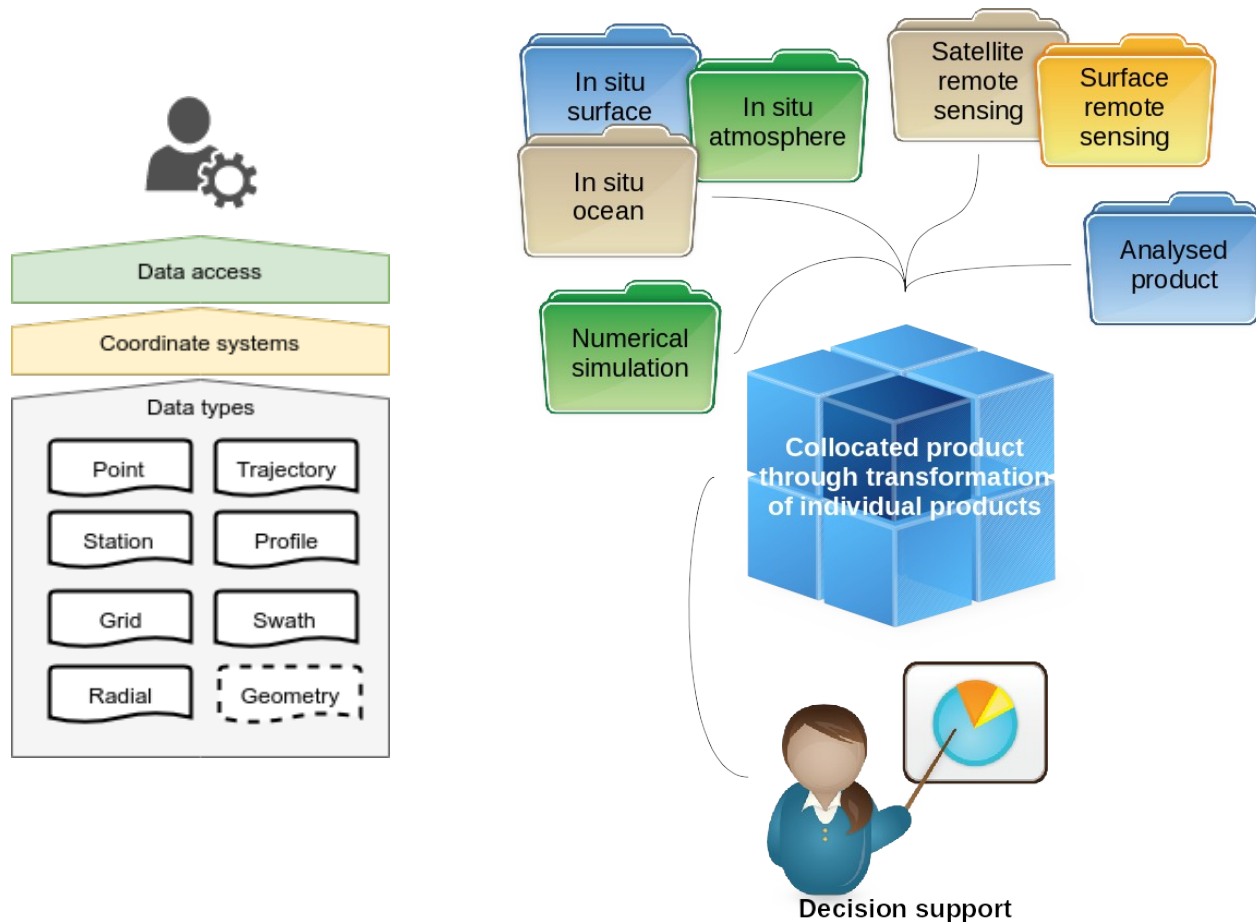 Data access
Coordinate systems
Data types
Point
Trajectory
Station
Profile
Grid
Swath
Radial
Geometry
In situ
surface
In situ
atmosphere
In situ
ocean
Satellite
remote
sensing
Surface
remote
sensing
Analysed
product
Numerical
simulation
Collocated product
through transformation
of individual products
Decision support